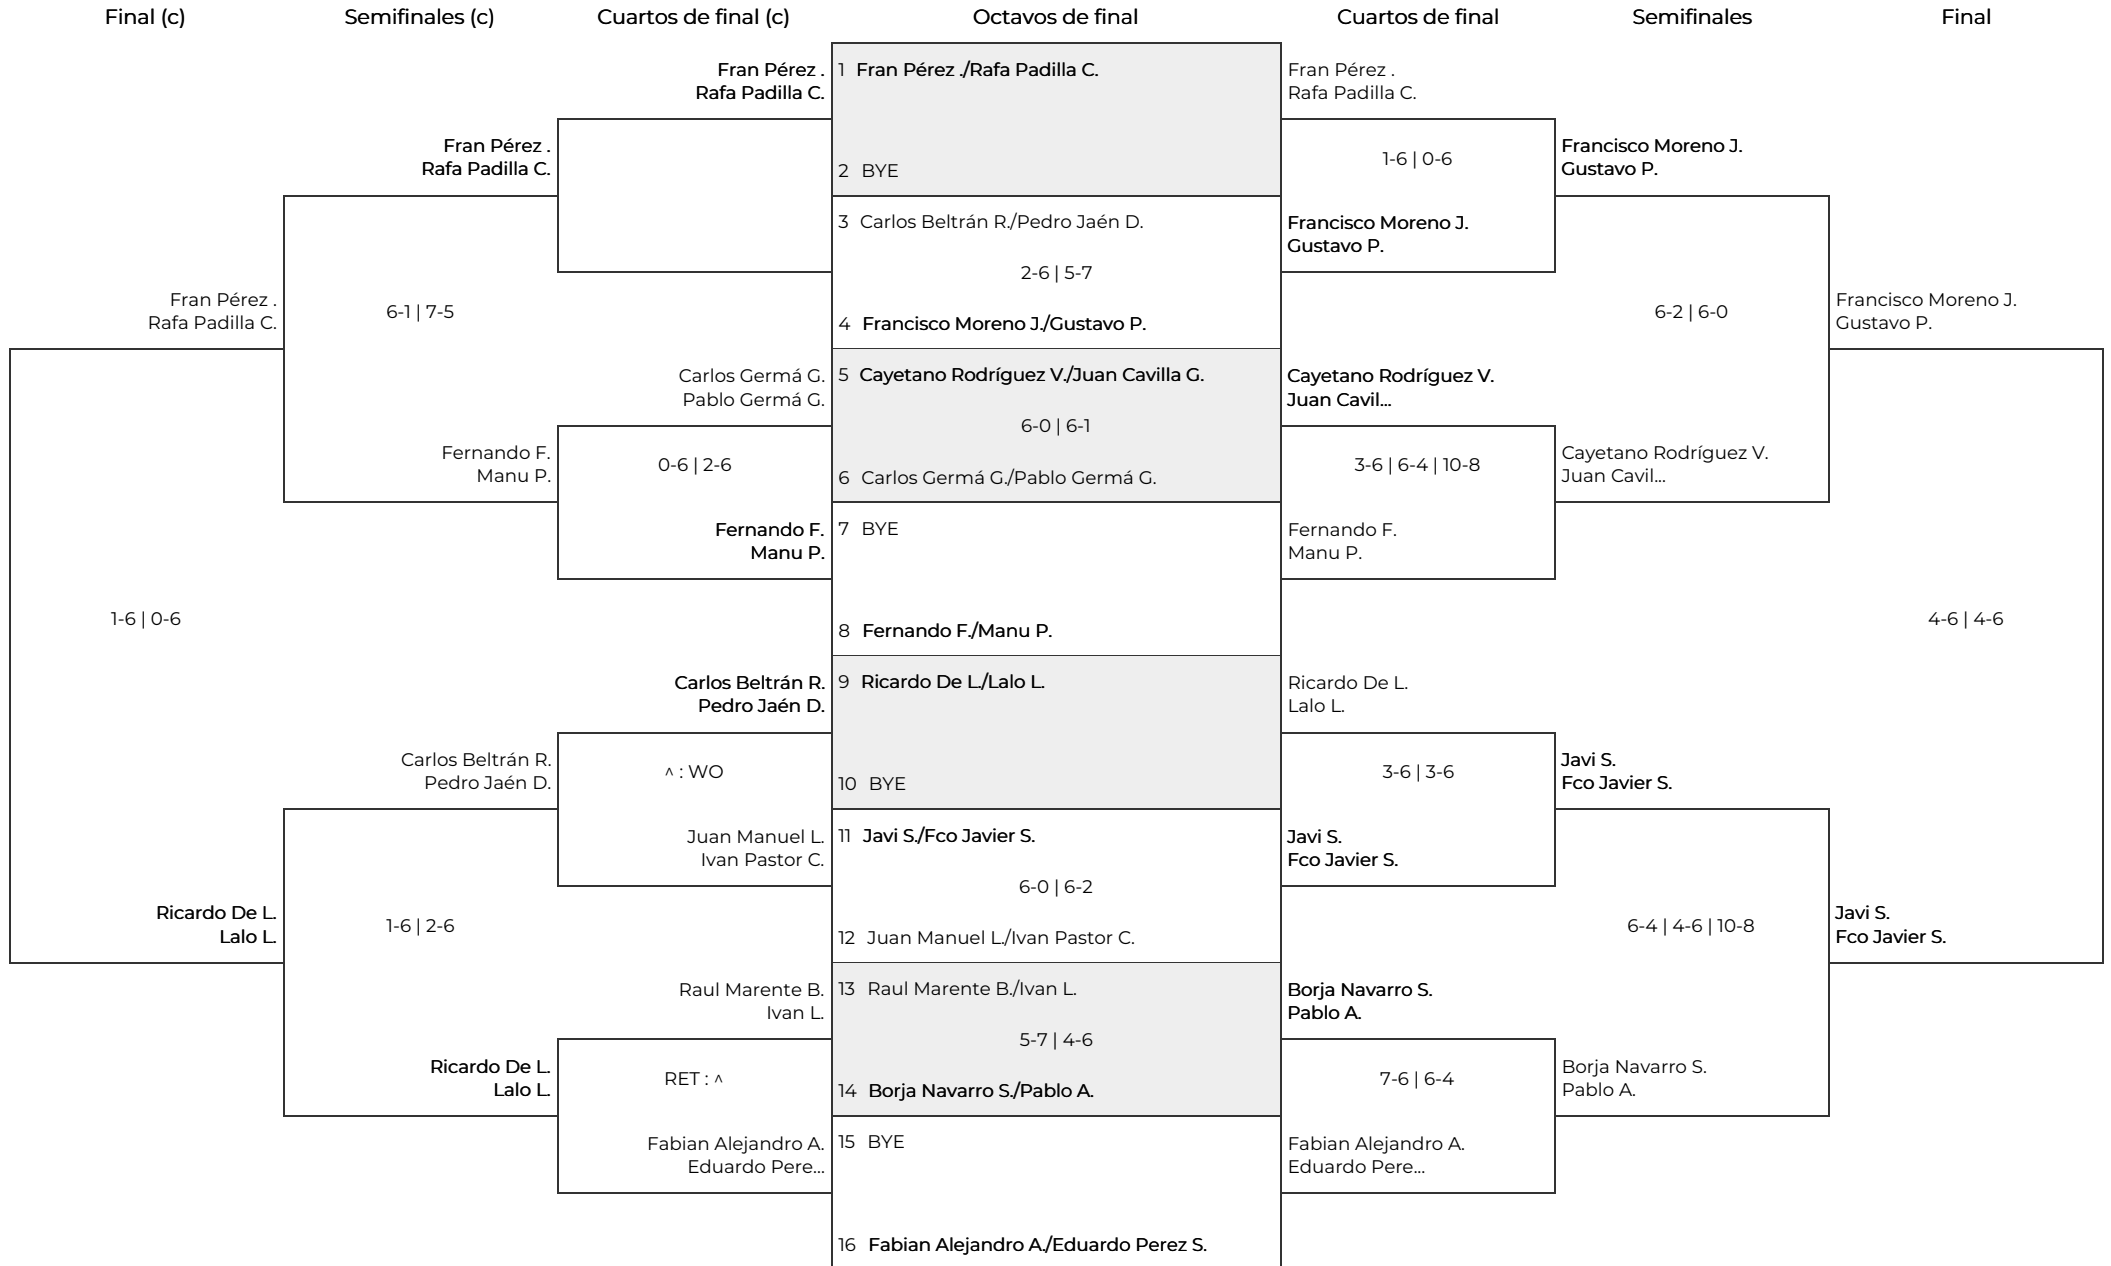 Final (c)
Semifinales (c)
Cuartos de final (c)
Octavos de final
Cuartos de final
Semifinales
Final
Fran Pérez .
Rafa Padilla C.
1 Fran Pérez ./Rafa Padilla C.
Fran Pérez .
Rafa Padilla C.
Fran Pérez .
Rafa Padilla C.
1-6 | 0-6
Francisco Moreno J.
Gustavo P.
2 BYE
3 Carlos Beltrán R./Pedro Jaén D.
Francisco Moreno J.
Gustavo P.
2-6 | 5-7
Fran Pérez .
Rafa Padilla C.
6-1 | 7-5
4 Francisco Moreno J./Gustavo P.
6-2 | 6-0
Francisco Moreno J.
Gustavo P.
Carlos Germá G.
Pablo Germá G.
5 Cayetano Rodríguez V./Juan Cavilla G.
Cayetano Rodríguez V.
Juan Cavil...
6-0 | 6-1
Fernando F.
Manu P.
0-6 | 2-6
6 Carlos Germá G./Pablo Germá G.
3-6 | 6-4 | 10-8
Cayetano Rodríguez V.
Juan Cavil...
Fernando F.
Manu P.
7 BYE
Fernando F.
Manu P.
1-6 | 0-6
8 Fernando F./Manu P.
4-6 | 4-6
Carlos Beltrán R.
Pedro Jaén D.
9 Ricardo De L./Lalo L.
Ricardo De L.
Lalo L.
Carlos Beltrán R.
Pedro Jaén D.
^ : WO
10 BYE
3-6 | 3-6
Javi S.
Fco Javier S.
Juan Manuel L.
Ivan Pastor C.
11 Javi S./Fco Javier S.
Javi S.
Fco Javier S.
6-0 | 6-2
Ricardo De L.
Lalo L.
1-6 | 2-6
12 Juan Manuel L./Ivan Pastor C.
6-4 | 4-6 | 10-8
Javi S.
Fco Javier S.
Raul Marente B.
Ivan L.
13 Raul Marente B./Ivan L.
Borja Navarro S.
Pablo A.
5-7 | 4-6
Ricardo De L.
Lalo L.
RET : ^
14 Borja Navarro S./Pablo A.
7-6 | 6-4
Borja Navarro S.
Pablo A.
Fabian Alejandro A.
Eduardo Pere...
15 BYE
Fabian Alejandro A.
Eduardo Pere...
16 Fabian Alejandro A./Eduardo Perez S.